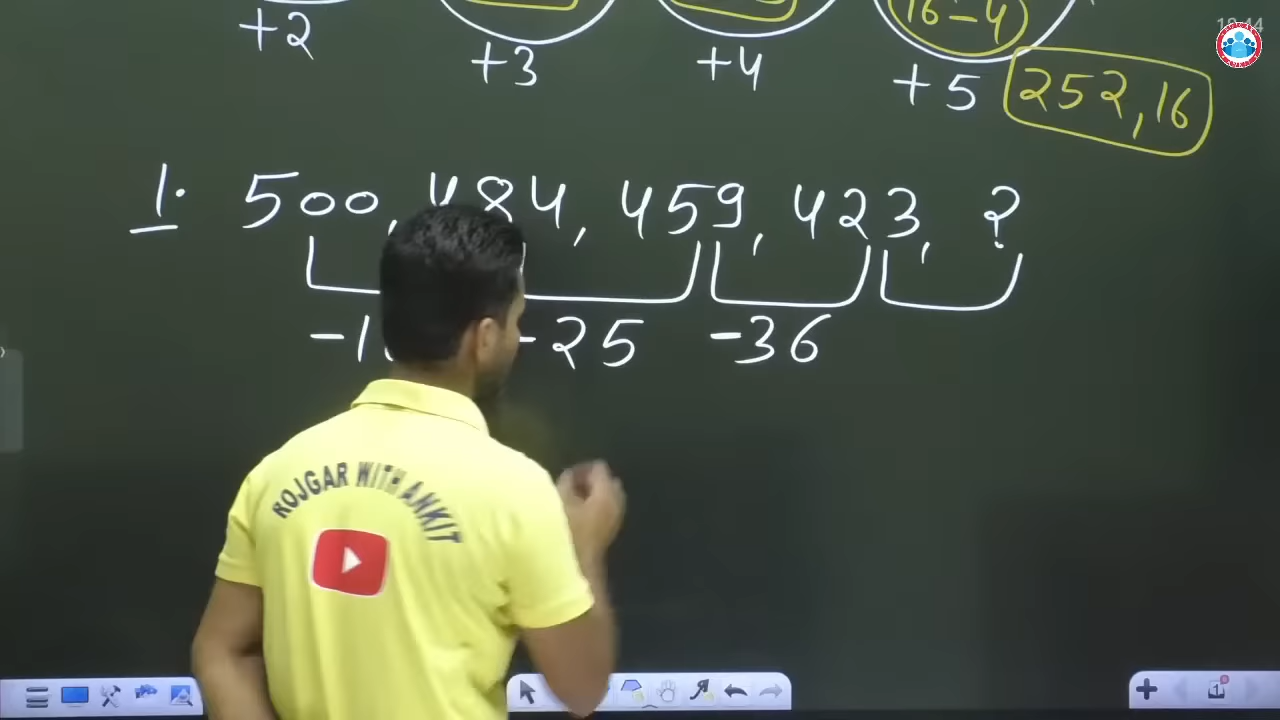 16-4
+2 +3 +4 +5 252,16
1. 500, 484, 459, 423, ?
-25 -36
ROJGAR WITH ANKIT